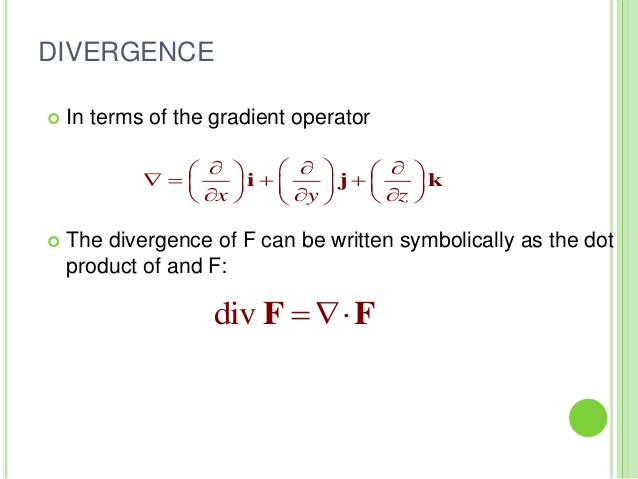 DIVERGENCE
In terms of the gradient operator
∇ = (∂/∂x) i + (∂/∂y) j + (∂/∂z) k
The divergence of F can be written symbolically as the dot
product of and F:
div F = ∇ · F